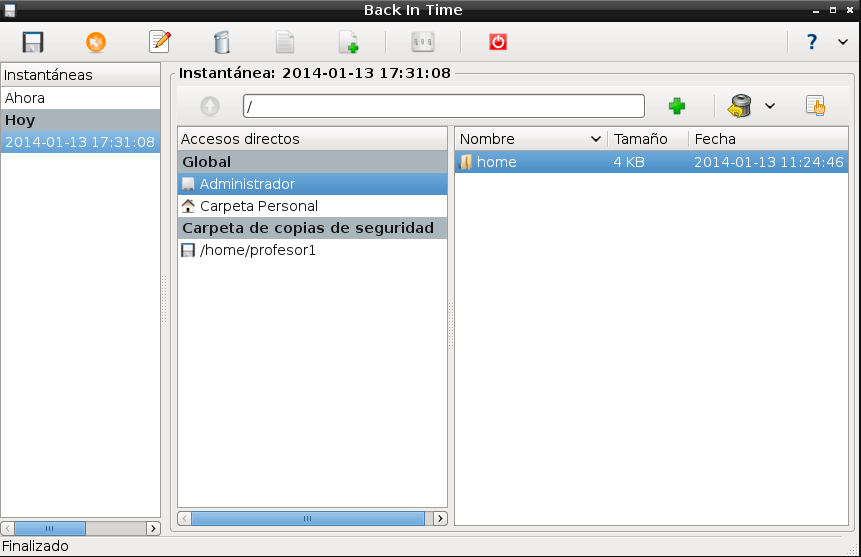 Back In Time
?
Instantáneas
Ahora
Hoy
2014-01-13 17:31:08
Instantánea: 2014-01-13 17:31:08
/
Accesos directos
Global
Administrador
Carpeta Personal
Carpeta de copias de seguridad
/home/profesor1
Nombre Tamaño Fecha
home 4 KB 2014-01-13 11:24:46
Finalizado